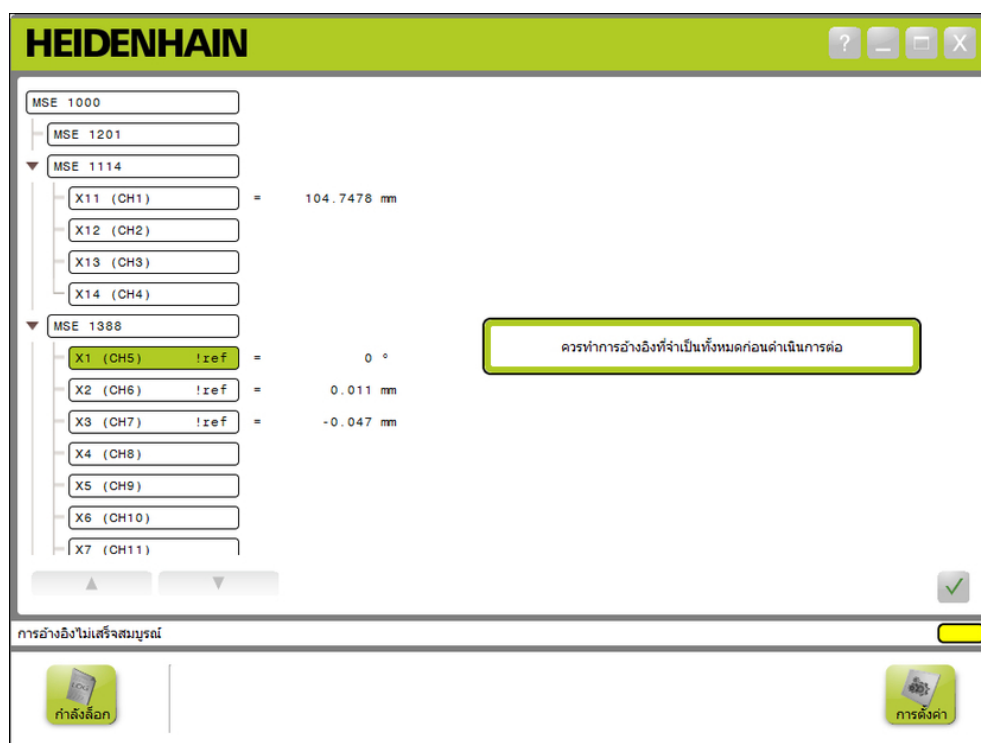 HEIDENHAIN
? _ X
MSE 1000
MSE 1201
MSE 1114
X11 (CH1) = 104.7478 mm
X12 (CH2)
X13 (CH3)
X14 (CH4)
MSE 1388
X1 (CH5) !ref = 0 °
X2 (CH6) !ref = 0.011 mm
X3 (CH7) !ref = -0.047 mm
X4 (CH8)
X5 (CH9)
X6 (CH10)
X7 (CH11)
ควรทำการอ้างอิงที่จำเป็นทั้งหมดก่อนดำเนินการต่อ
การอ้างอิงไม่เสร็จสมบูรณ์
LOG
กำลังล็อก
การตั้งค่า